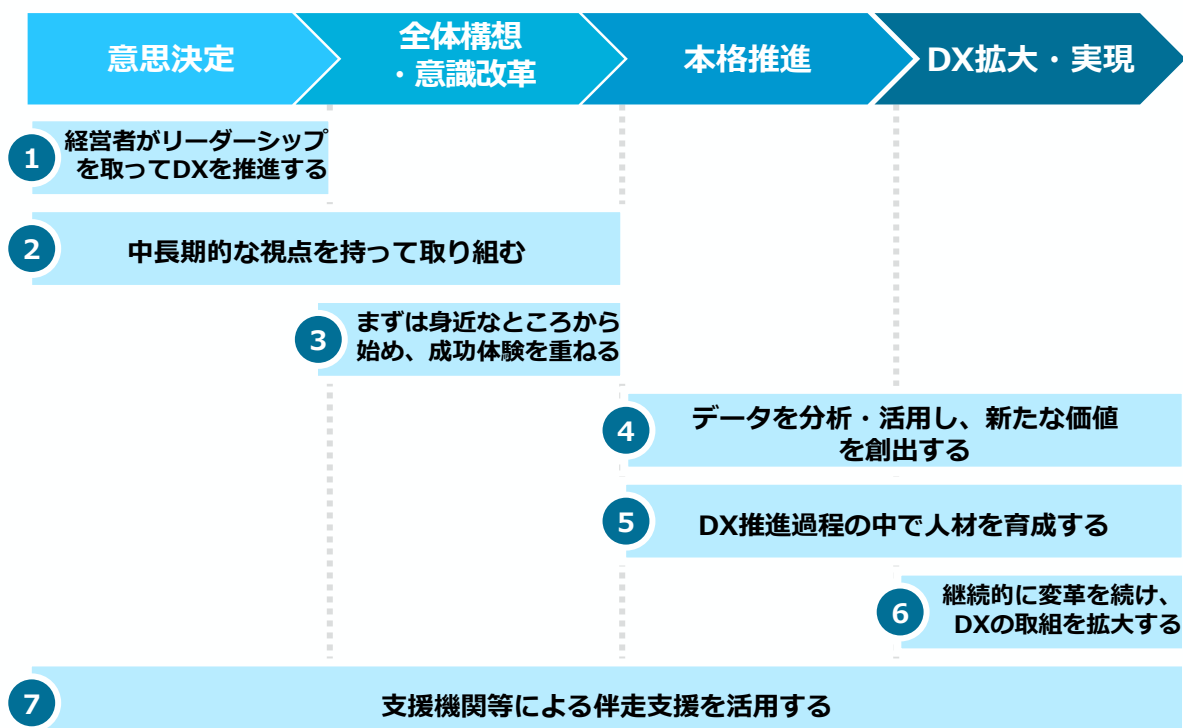 意思決定
全体構想
・意識改革
本格推進
DX拡大・実現
1
経営者がリーダーシップ
を取ってDXを推進する
2
中長期的な視点を持って取り組む
3
まずは身近なところから
始め、成功体験を重ねる
4
データを分析・活用し、新たな価値
を創出する
5
DX推進過程の中で人材を育成する
6
継続的に変革を続け、
DXの取組を拡大する
7
支援機関等による伴走支援を活用する